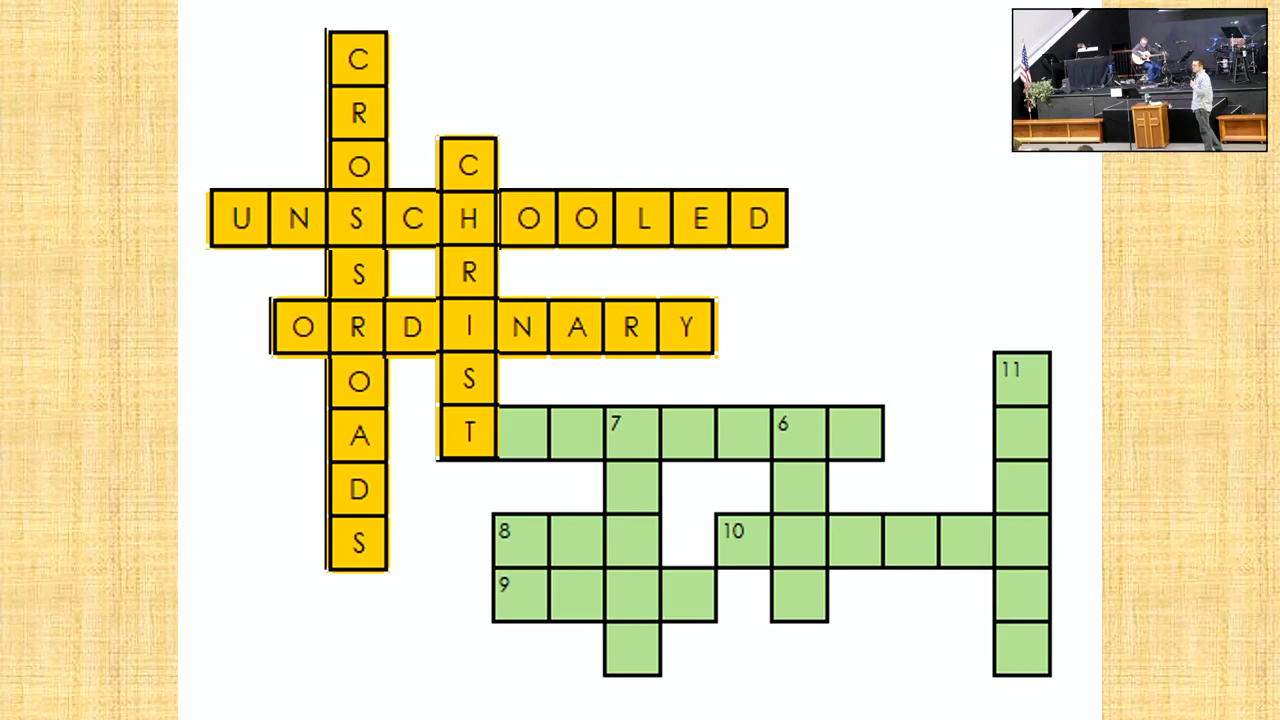 CROSSROADS
CHRIST
UNSCHOOLED
ORDINARY
11
7 6
8 10
9